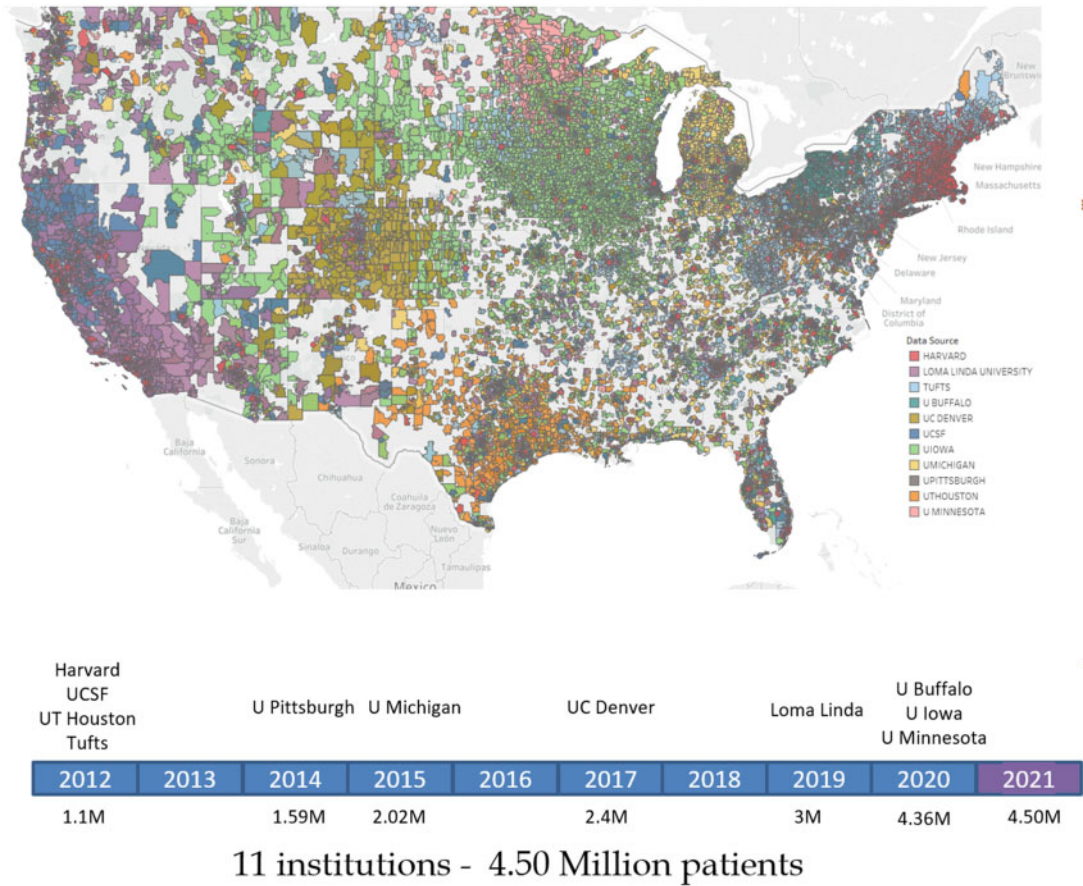 New
Brunswic
New Hampshire
Massachusetts
Rhode Island
New Jersey
Delaware
Maryland
District of
Columbia
Data Source
HARVARD
LOMA LINDA UNIVERSITY
TUFTS
U BUFFALO
UC DENVER
UCSF
UIOWA
UMICHIGAN
UPITTSBURGH
UTHOUSTON
U MINNESOTA
Baja
California
Sonora
Chihuahua
Coahuila
de Zaragoza
Baja
California
Sur
Nuevo
León
Sinaloa
Durango
Tamaulipas
Mexico
Harvard
UCSF
UT Houston
Tufts
U Pittsburgh
U Michigan
UC Denver
Loma Linda
U Buffalo
U Iowa
U Minnesota
2012 2013 2014 2015 2016 2017 2018 2019 2020 2021
1.1M 1.59M 2.02M 2.4M 3M 4.36M 4.50M
11 institutions - 4.50 Million patients